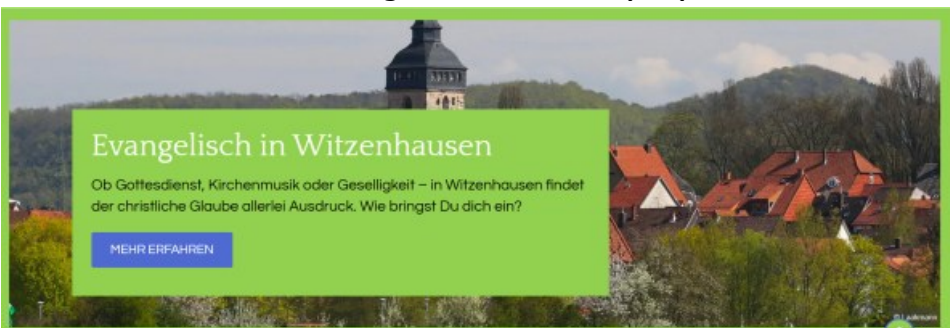 Evangelisch in Witzenhausen
Ob Gottesdienst, Kirchenmusik oder Geselligkeit – in Witzenhausen findet
der christliche Glaube allerlei Ausdruck. Wie bringst Du dich ein?
MEHR ERFAHREN